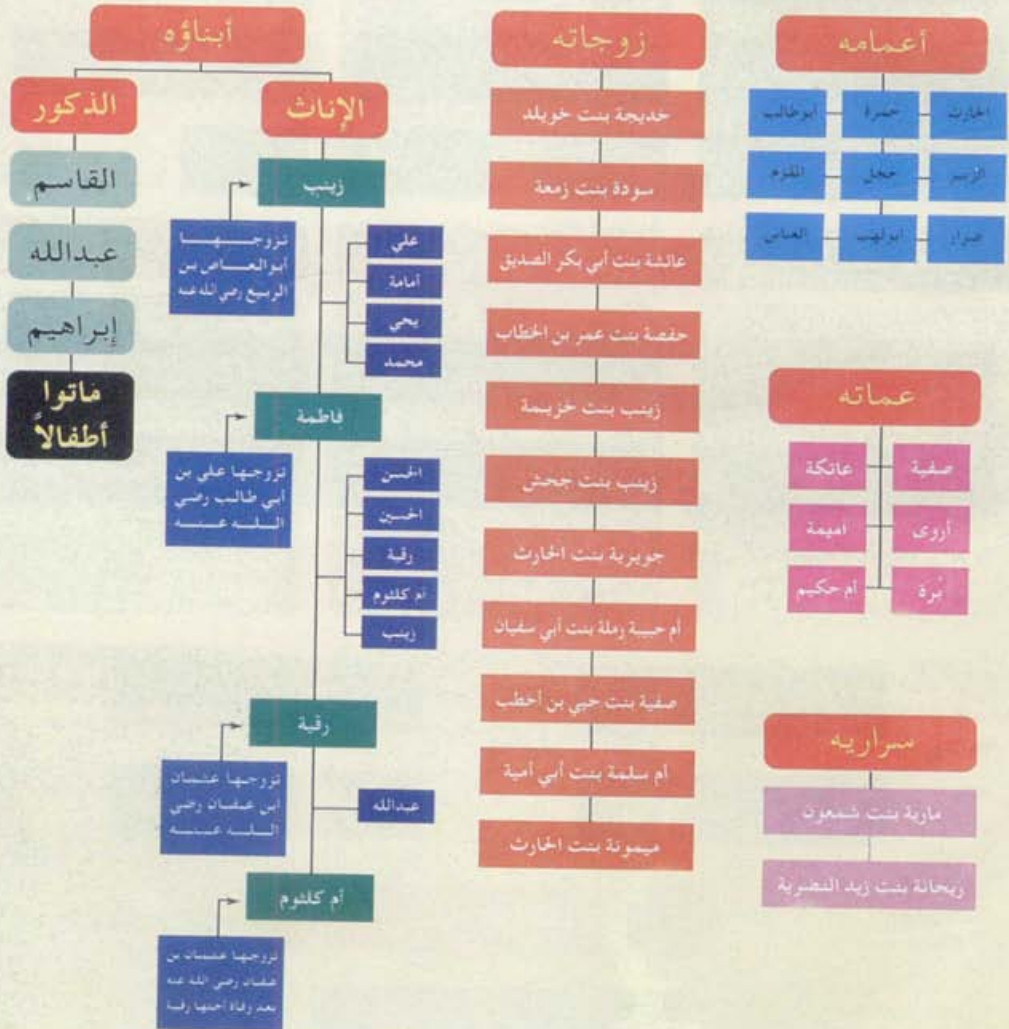 أعمامه
الحارث
حمزة
أبو طالب
الزبير
حجل
المقوم
ضرار
ابولهب
العباس
عماته
صفية
عاتكة
أروى
اميمة
بُرة
أم حكيم
سراريه
مارية بنت شمعون
ريحانة بنت زيد النضرية
زوجاته
خديجة بنت خويلد
سودة بنت زمعة
عائشة بنت أبي بكر الصديق
حفصة بنت عمر بن الخطاب
زينب بنت خزيمة
زينب بنت جحش
جويرية بنت الحارث
أم حبيبة رملة بنت أبي سفيان
صفية بنت حيي بن أخطب
أم سلمة بنت أبي أمية
ميمونة بنت الحارث
أبناؤه
الإناث
زينب
تزوجها
أبو العاص بن
الربيع رضي الله عنه
علي
أمامة
يحي
محمد
فاطمة
تزوجها علي بن
أبي طالب رضي
الله عنه
الحسن
الحسين
رقية
أم كلثوم
زينب
رقية
تزوجها عثمان
ابن عفان رضي
الله عنه
عبدالله
أم كلثوم
تزوجها عثمان بن
عفان رضي الله عنه
بعد وفاة أختها رقية
الذكور
القاسم
عبدالله
إبراهيم
ماتوا
أطفالاً